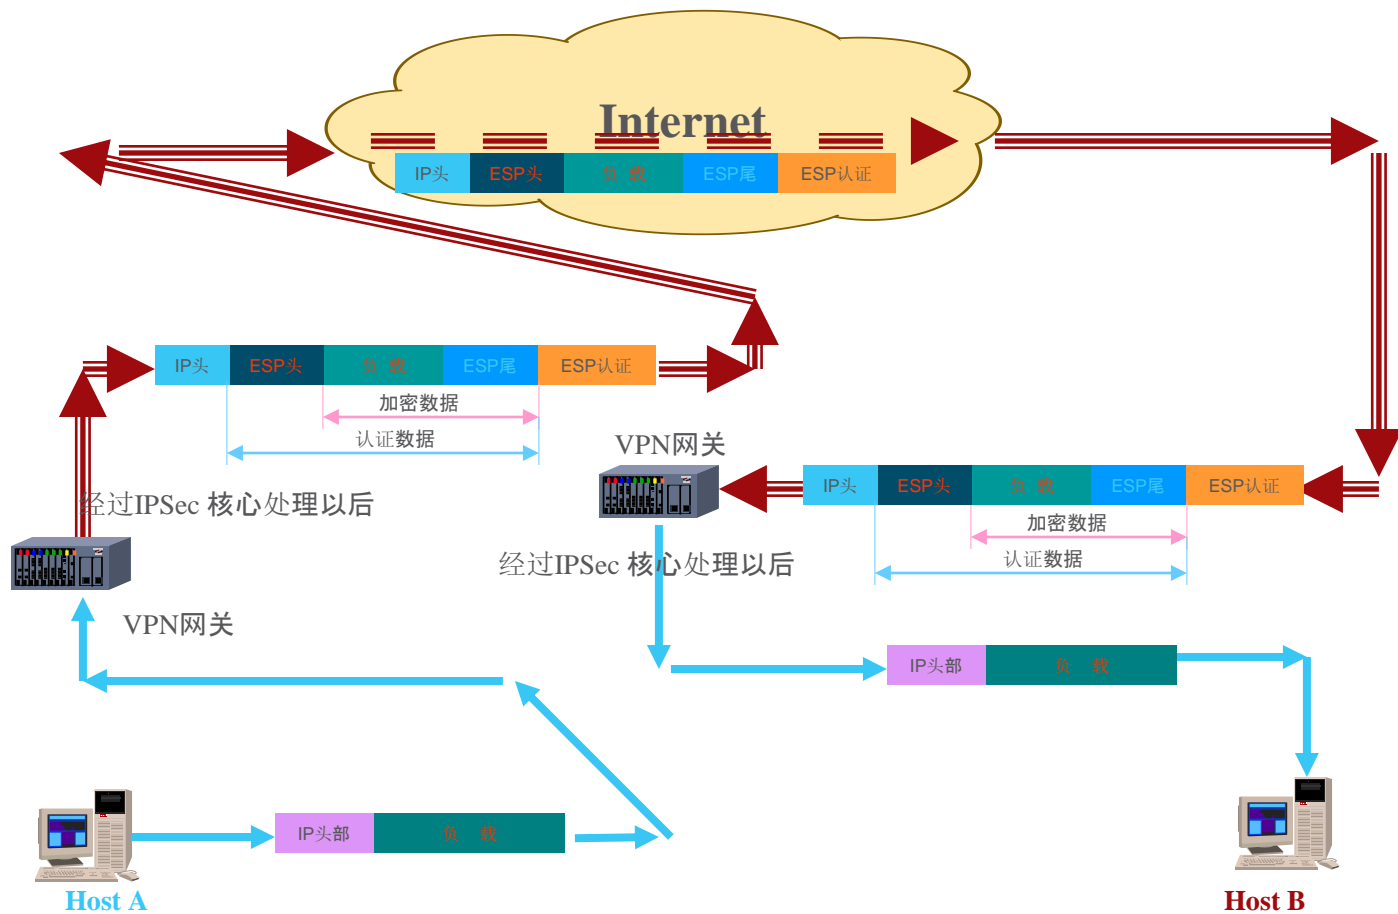 Internet
IP头 ESP头 负 载 ESP尾 ESP认证
IP头 ESP头 负 载 ESP尾 ESP认证
加密数据
认证数据
VPN网关
IP头 ESP头 负 载 ESP尾 ESP认证
经过IPSec 核心处理以后
加密数据
认证数据
经过IPSec 核心处理以后
VPN网关
IP头部 负 载
IP头部 负 载
Host A
Host B